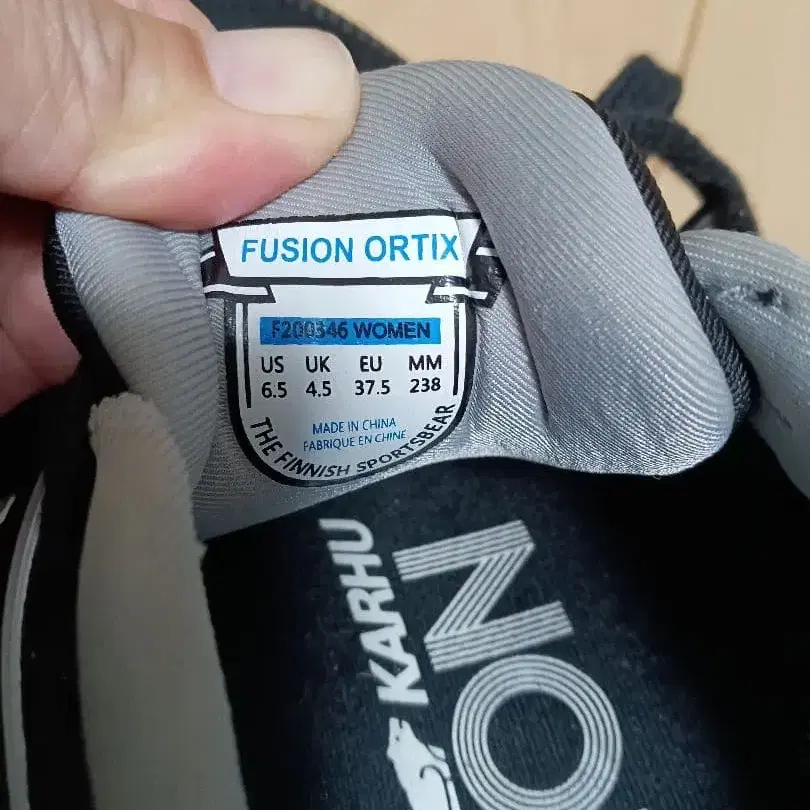 FUSION ORTIX
F200346 WOMEN
US UK EU MM
6.5 4.5 37.5 238
MADE IN CHINA
FABRIQUE EN CHINE
THE FINNISH SPORTSBEAR
KARHU
ON